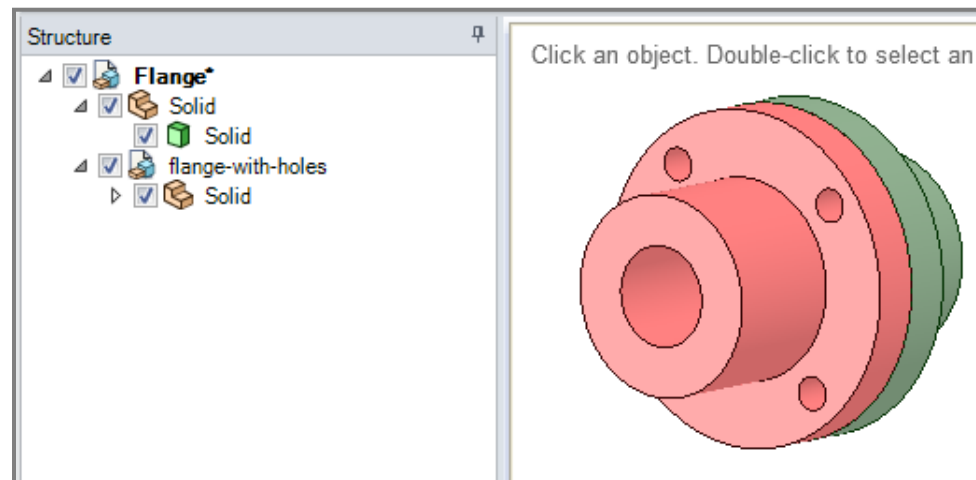 Structure
Flange*
Solid
Solid
flange-with-holes
Solid
Click an object. Double-click to select an